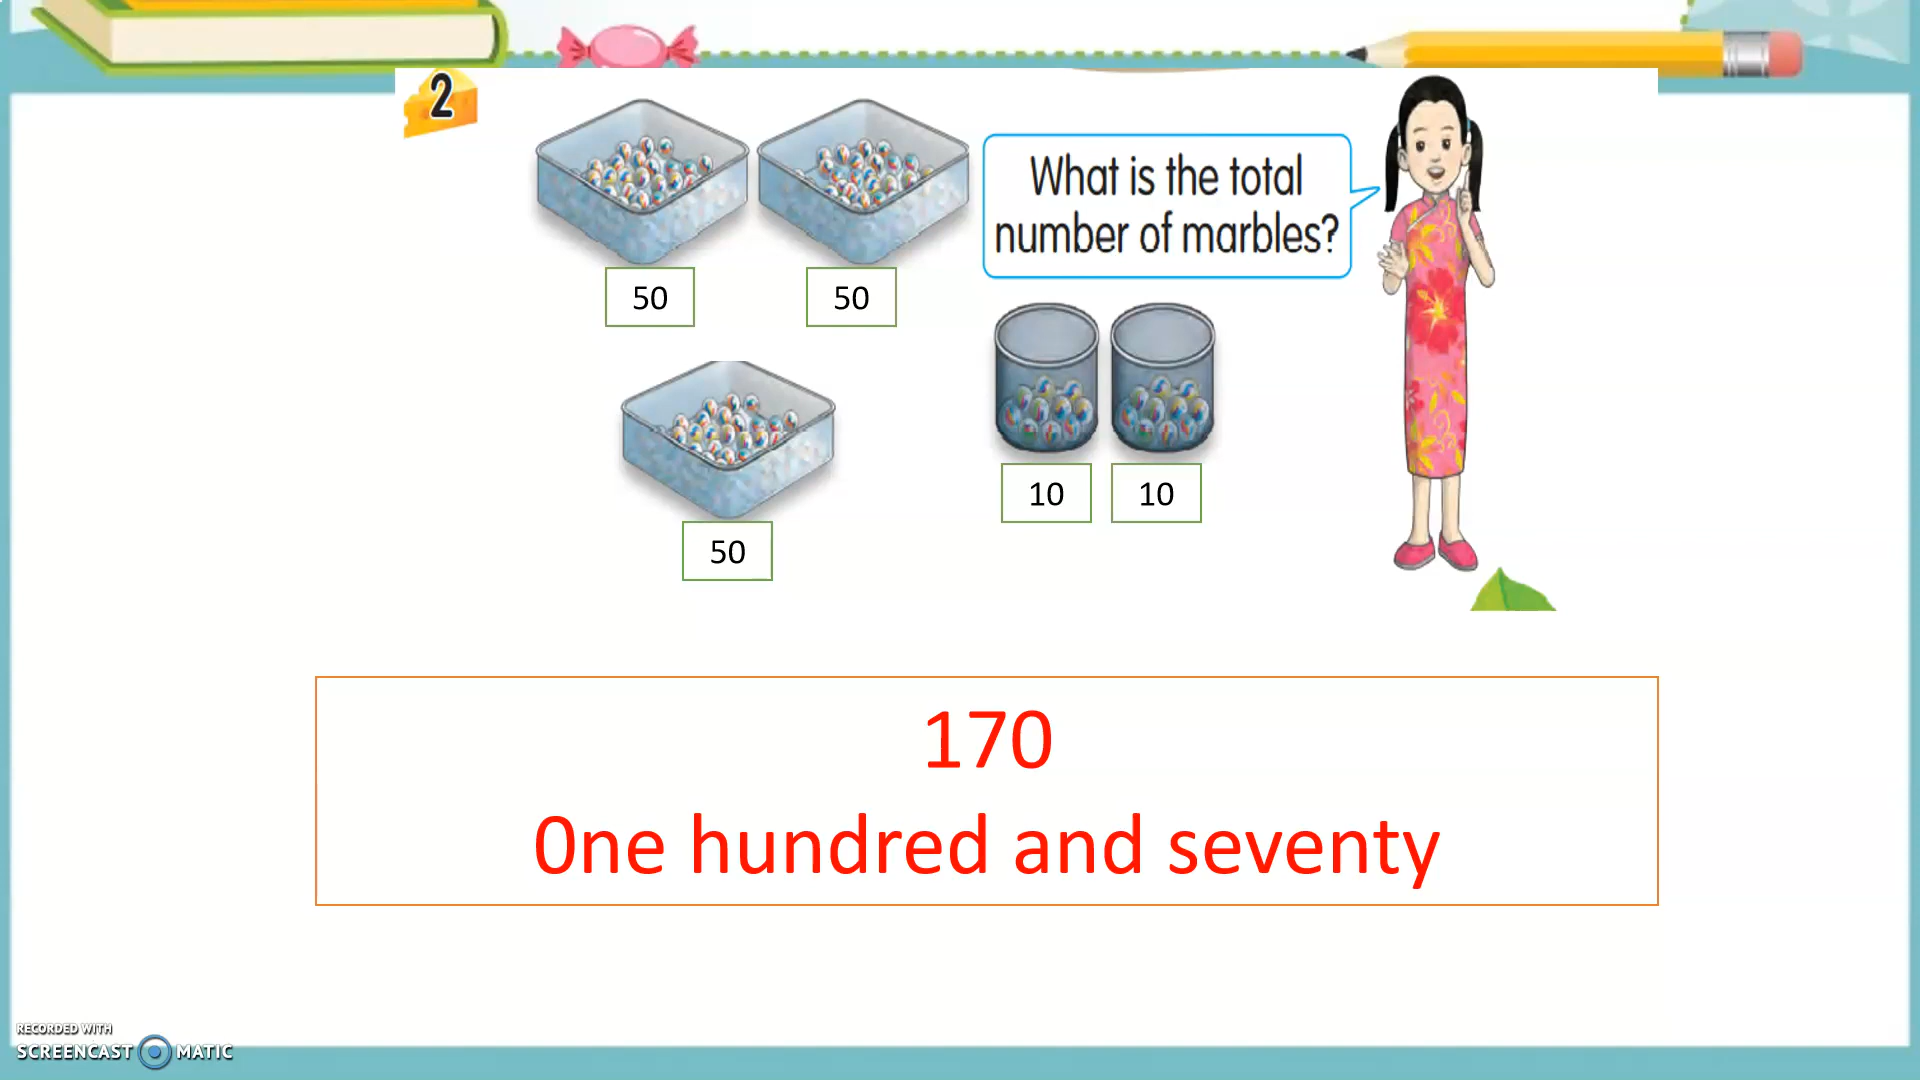 2
What is the total
number of marbles?
50
50
50
10
10
170
One hundred and seventy
RECORDED WITH
SCREENCAST MATIC